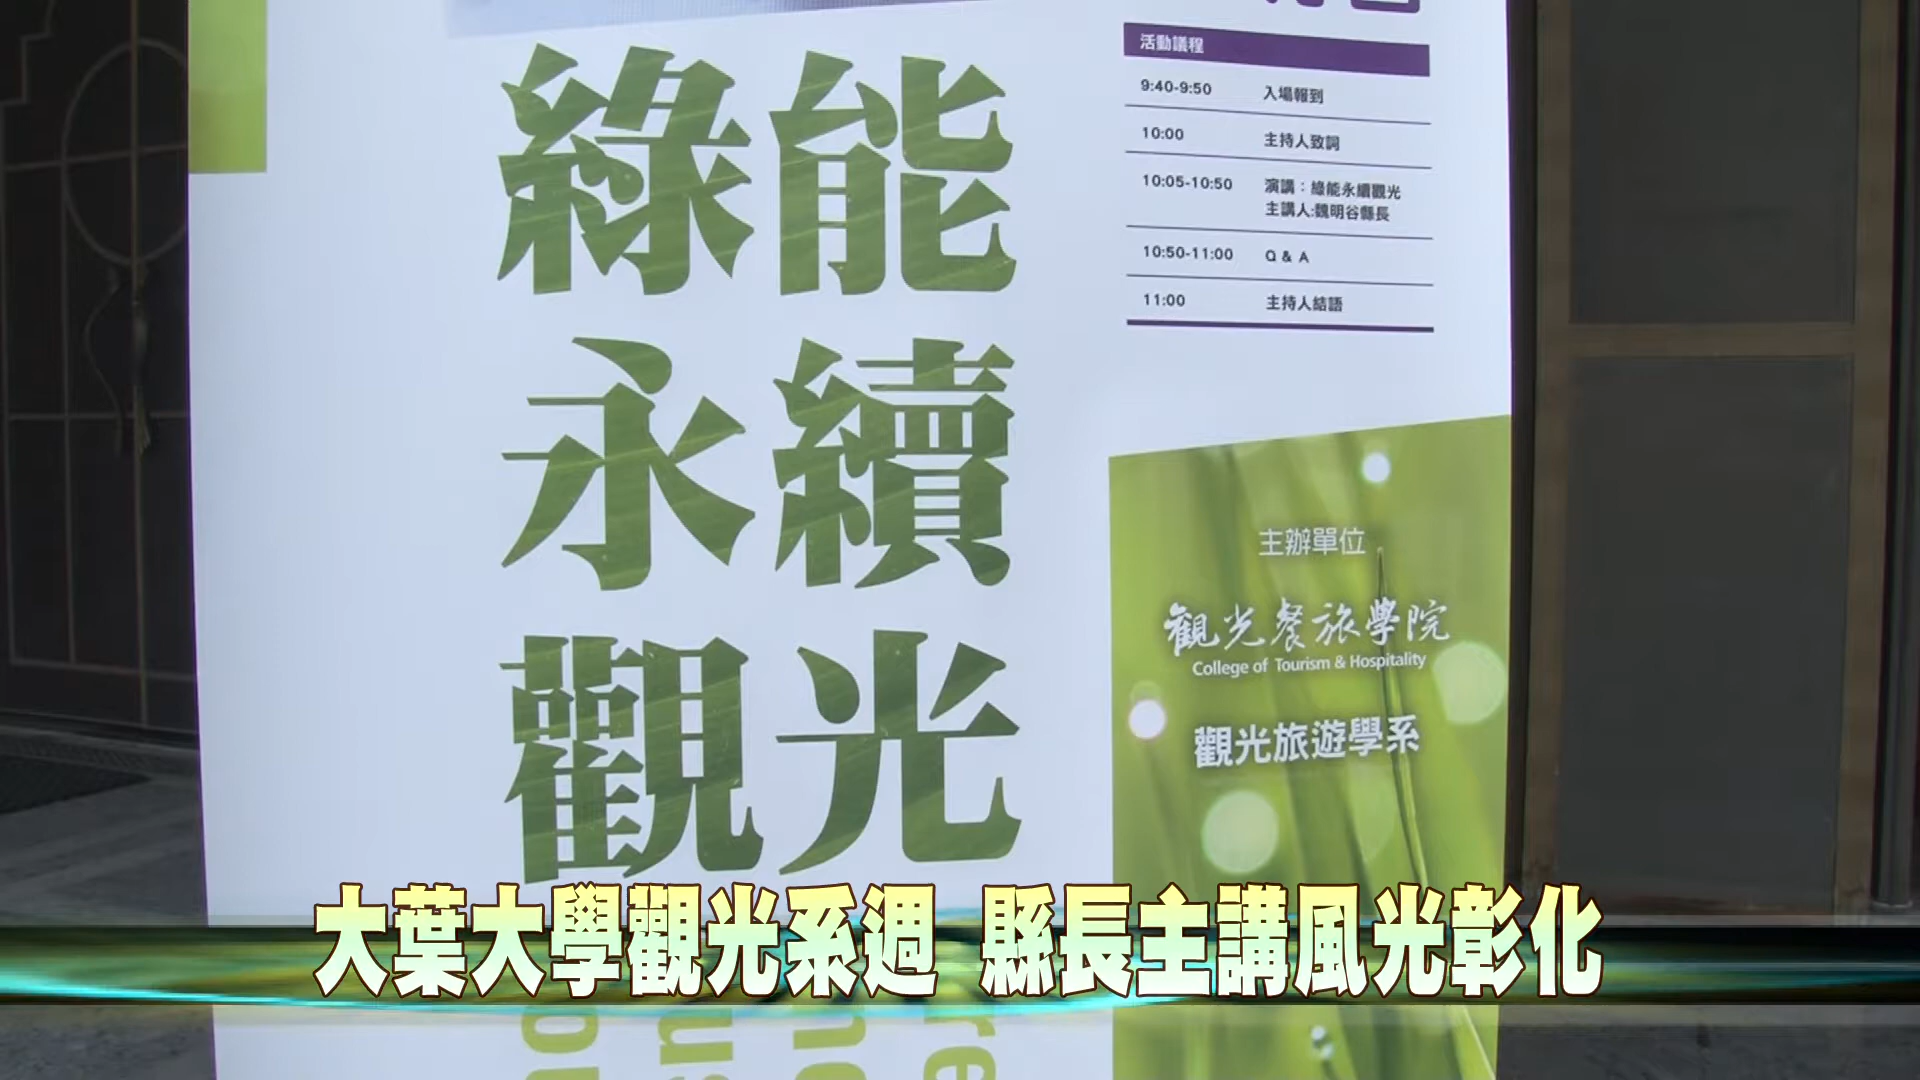 綠能
永續
觀光
活動議程
9:40-9:50 入場報到
10:00 主持人致詞
10:05-10:50 演講：綠能永續觀光
主講人:魏明谷縣長
10:50-11:00 Q & A
11:00 主持人結語
主辦單位
觀光餐旅學院
College of Tourism & Hospitality
觀光旅遊學系
大葉大學觀光系週 縣長主講風光彰化